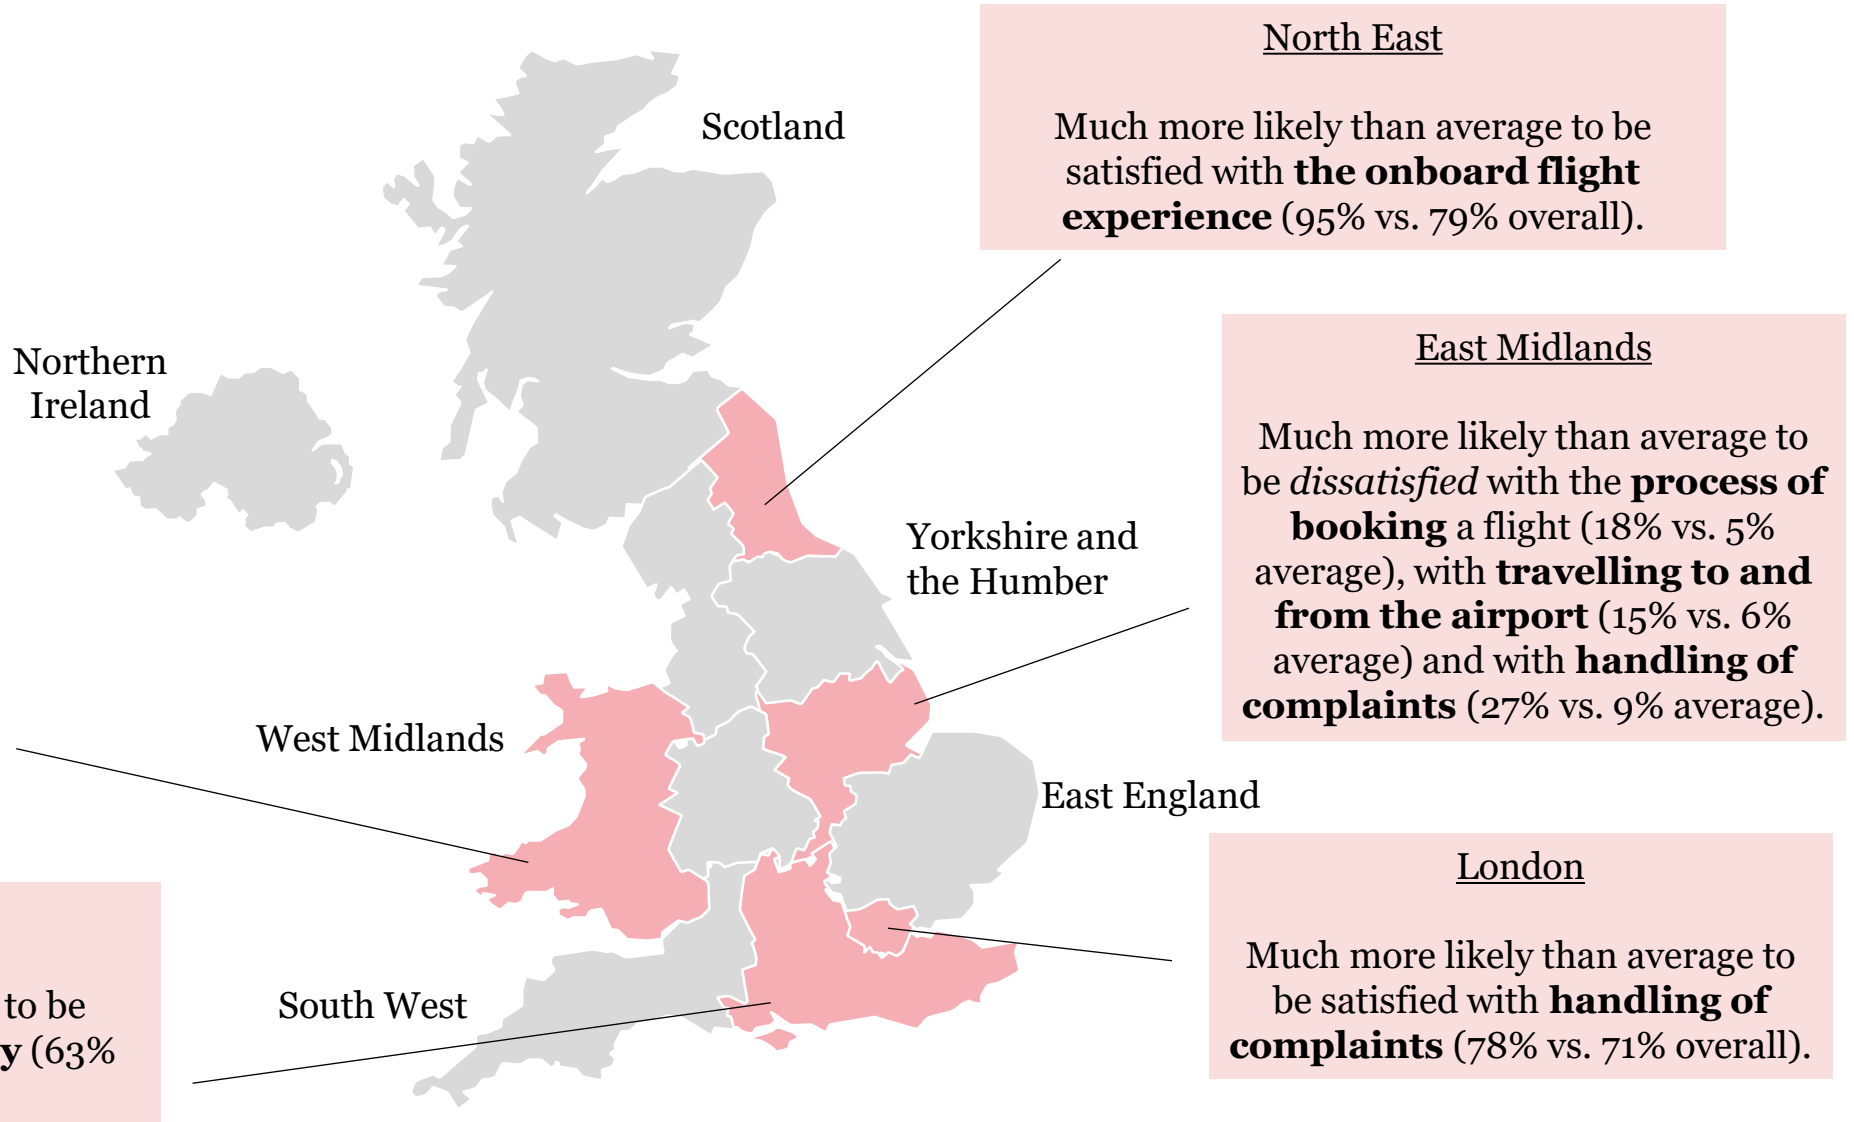 North East
Much more likely than average to be
satisfied with the onboard flight
experience (95% vs. 79% overall).
Scotland
Northern
Ireland
East Midlands
Much more likely than average to
be dissatisfied with the process of
booking a flight (18% vs. 5%
average), with travelling to and
from the airport (15% vs. 6%
average) and with handling of
complaints (27% vs. 9% average).
Yorkshire and
the Humber
West Midlands
East England
London
Much more likely than average to
be satisfied with handling of
complaints (78% vs. 71% overall).
South West
to be
y (63%